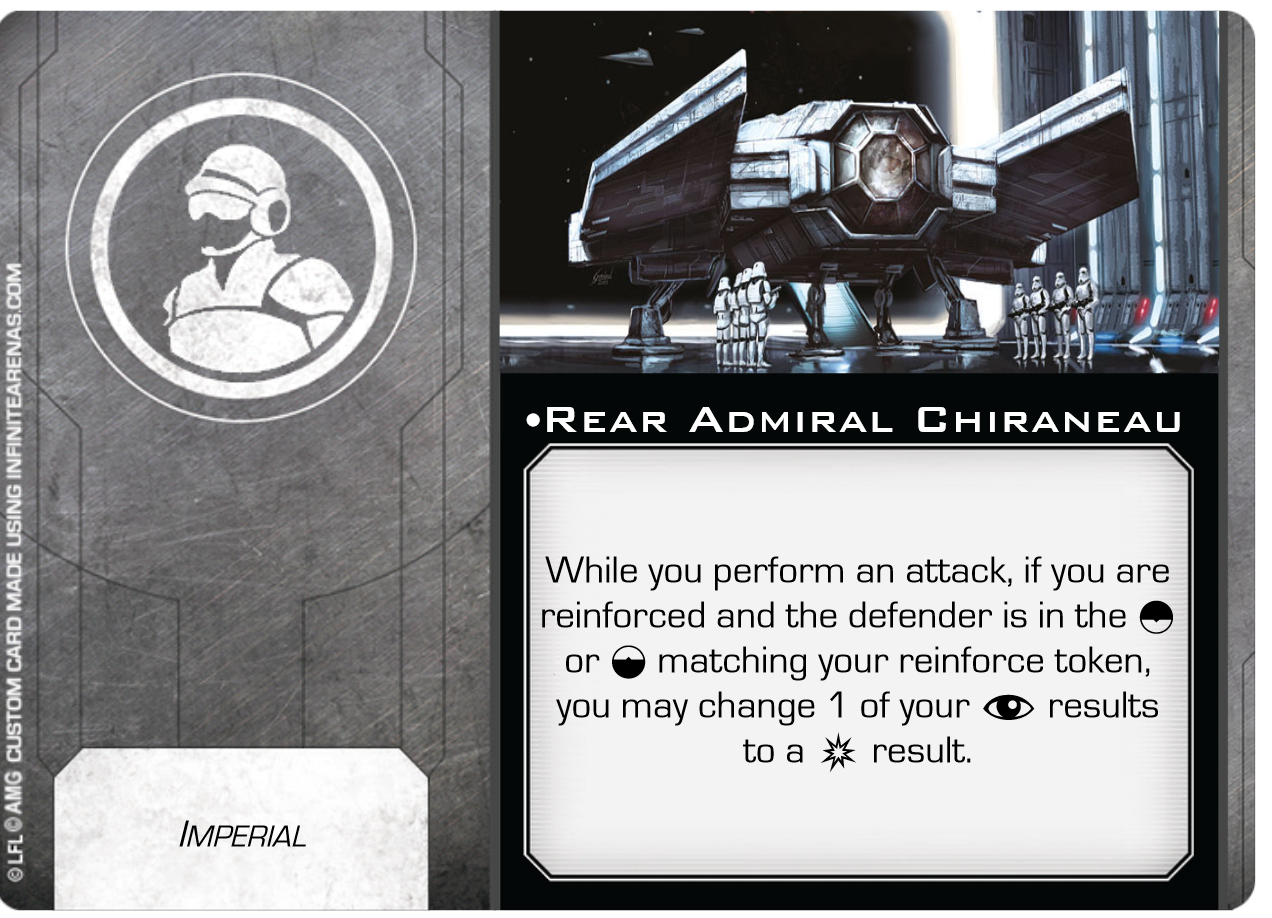 •Rear Admiral Chiraneau
While you perform an attack, if you are
reinforced and the defender is in the
or matching your reinforce token,
you may change 1 of your results
to a result.
Imperial
© LFL © AMG CUSTOM CARD MADE USING INFINITEARENAS.COM